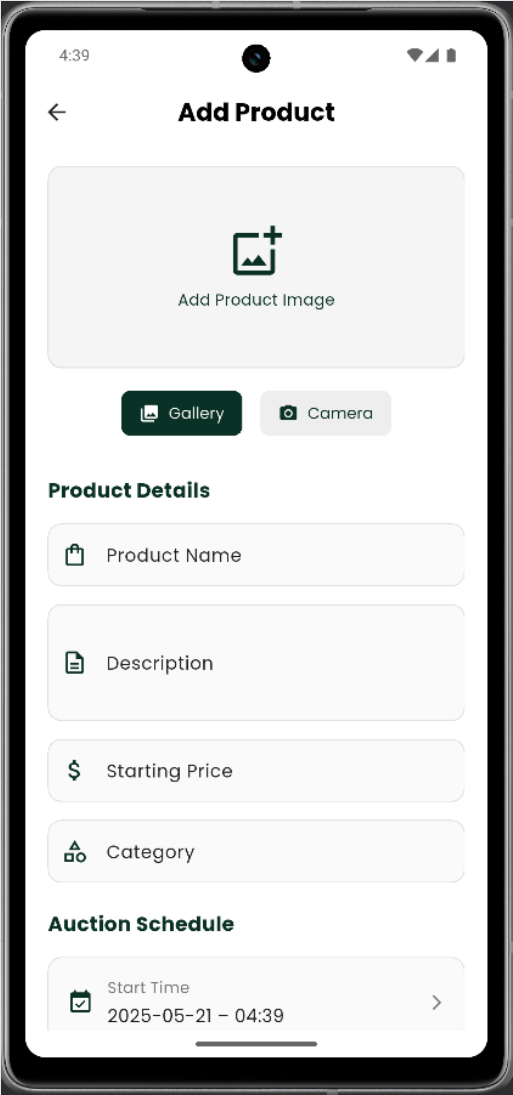 4:39
Add Product
Add Product Image
Gallery
Camera
Product Details
Product Name
Description
$ Starting Price
Category
Auction Schedule
Start Time
2025-05-21 – 04:39